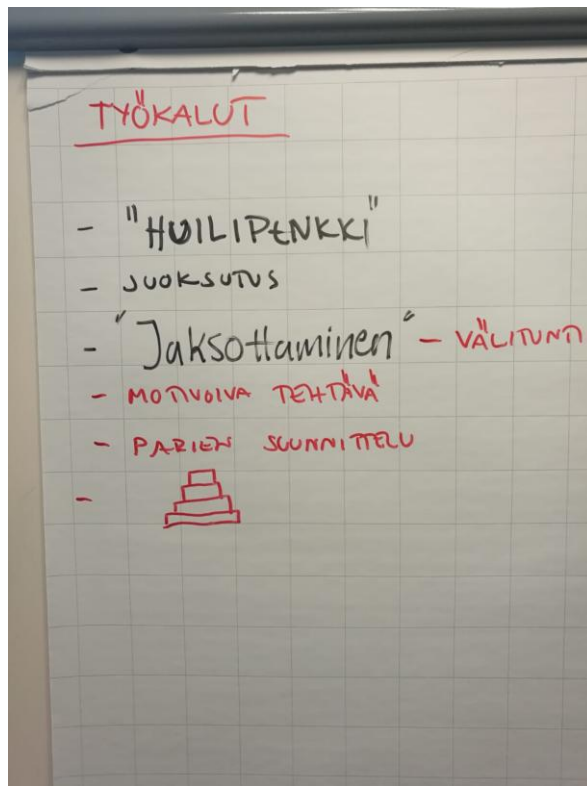 TYÖKALUT
- "HUILIPENKKI"
- JUOKSUTUS
- "Jaksottaminen" - VÄLITUNTI
- MOTIVOIVA TEHTÄVÄ
- PARIEN SUUNNITTELU
-